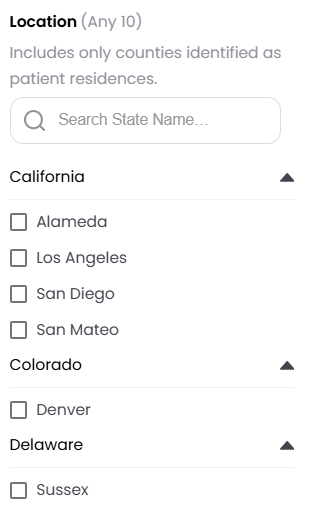 Location (Any 10)
Includes only counties identified as
patient residences.
Search State Name...
California
Alameda
Los Angeles
San Diego
San Mateo
Colorado
Denver
Delaware
Sussex